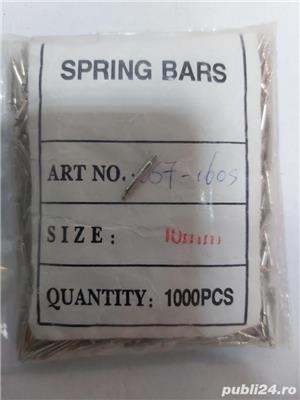 SPRING BARS
ART NO.:
SIZE: 10mm
QUANTITY: 1000PCS
publi24.ro